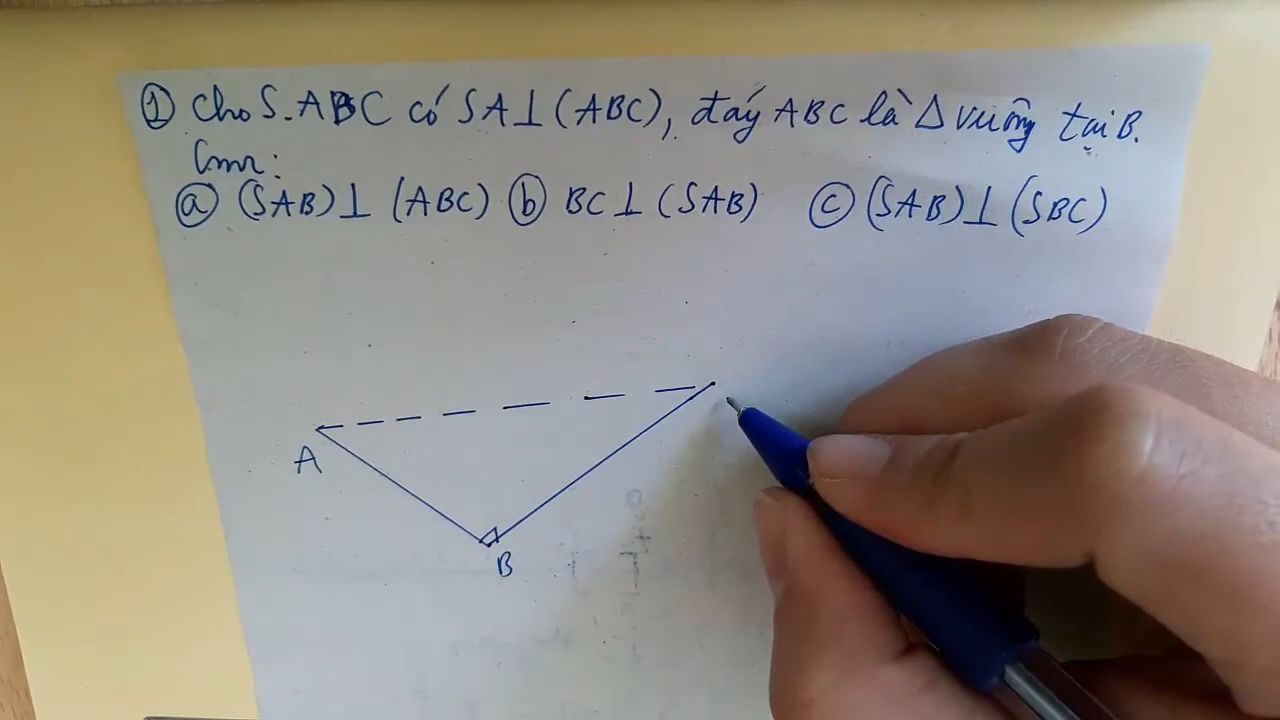 ① Cho S.ABC có SA⊥(ABC), đáy ABC là Δ vuông tại B.
Cmr:
ⓐ (SAB)⊥(ABC) ⓑ BC⊥(SAB) ⓒ (SAB)⊥(SBC)
A
B